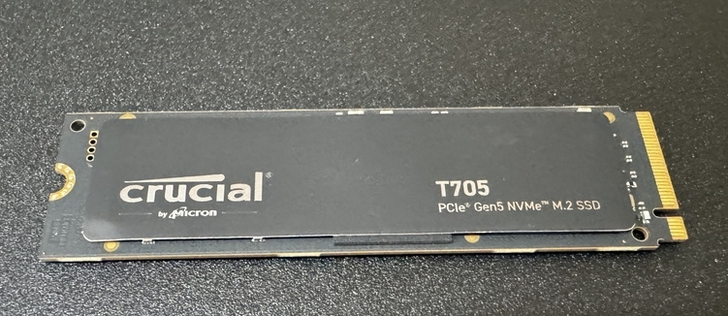 crucial®
by Micron
T705
PCIe® Gen5 NVMe™ M.2 SSD